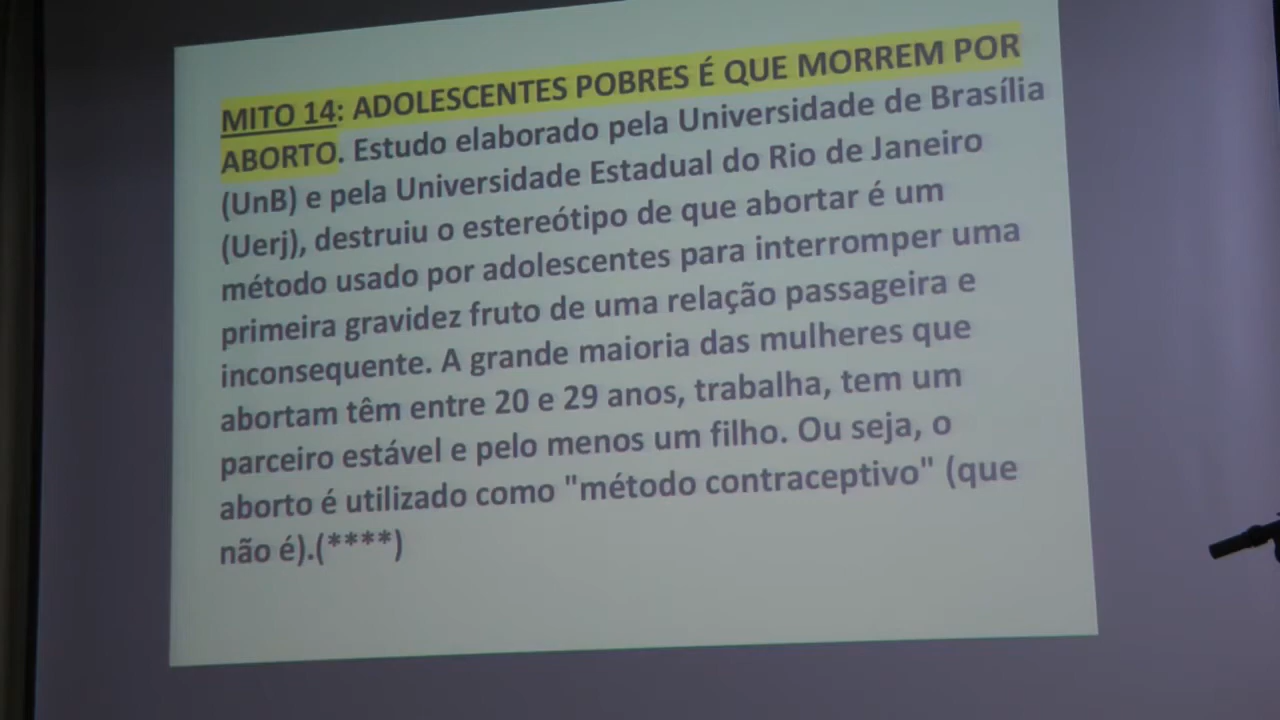 MITO 14: ADOLESCENTES POBRES É QUE MORREM POR
ABORTO. Estudo elaborado pela Universidade de Brasília
(UnB) e pela Universidade Estadual do Rio de Janeiro
(Uerj), destruiu o estereótipo de que abortar é um
método usado por adolescentes para interromper uma
primeira gravidez fruto de uma relação passageira e
inconsequente. A grande maioria das mulheres que
abortam têm entre 20 e 29 anos, trabalha, tem um
parceiro estável e pelo menos um filho. Ou seja, o
aborto é utilizado como "método contraceptivo" (que
não é).(****)